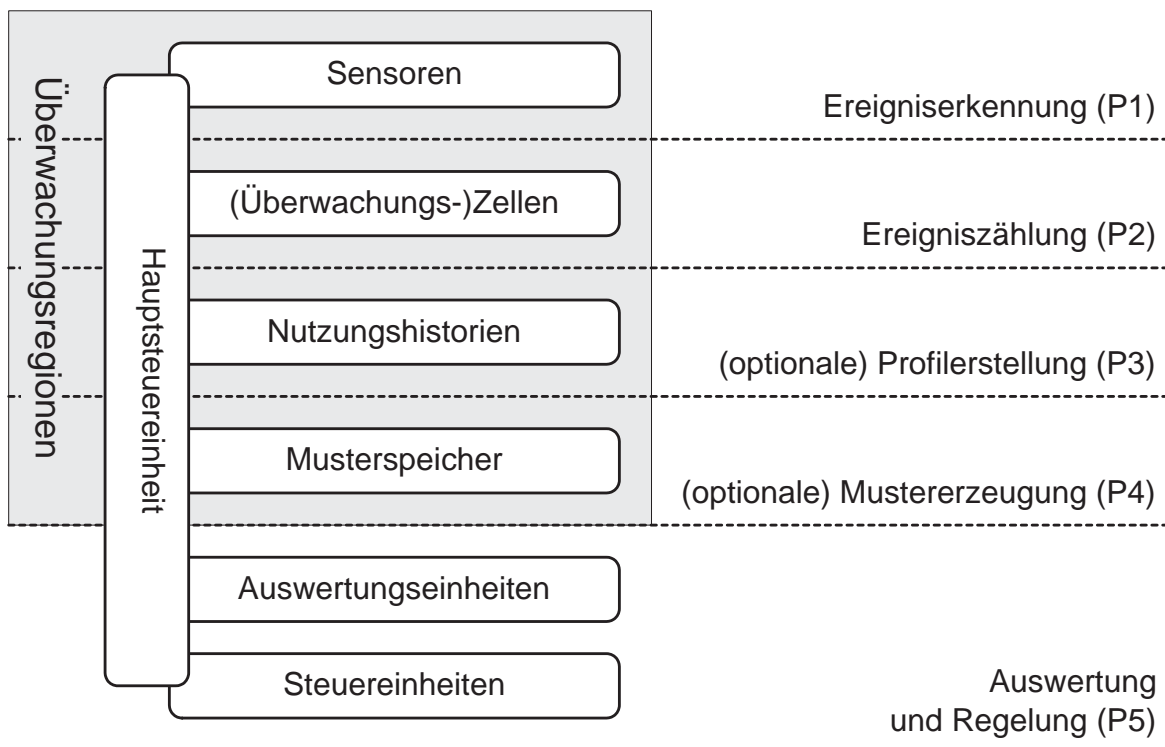 Überwachungsregionen
Hauptsteuereinheit
Sensoren
Ereigniserkennung (P1)
(Überwachungs-)Zellen
Ereigniszählung (P2)
Nutzungshistorien
(optionale) Profilerstellung (P3)
Musterspeicher
(optionale) Mustererzeugung (P4)
Auswertungseinheiten
Steuereinheiten
Auswertung
und Regelung (P5)